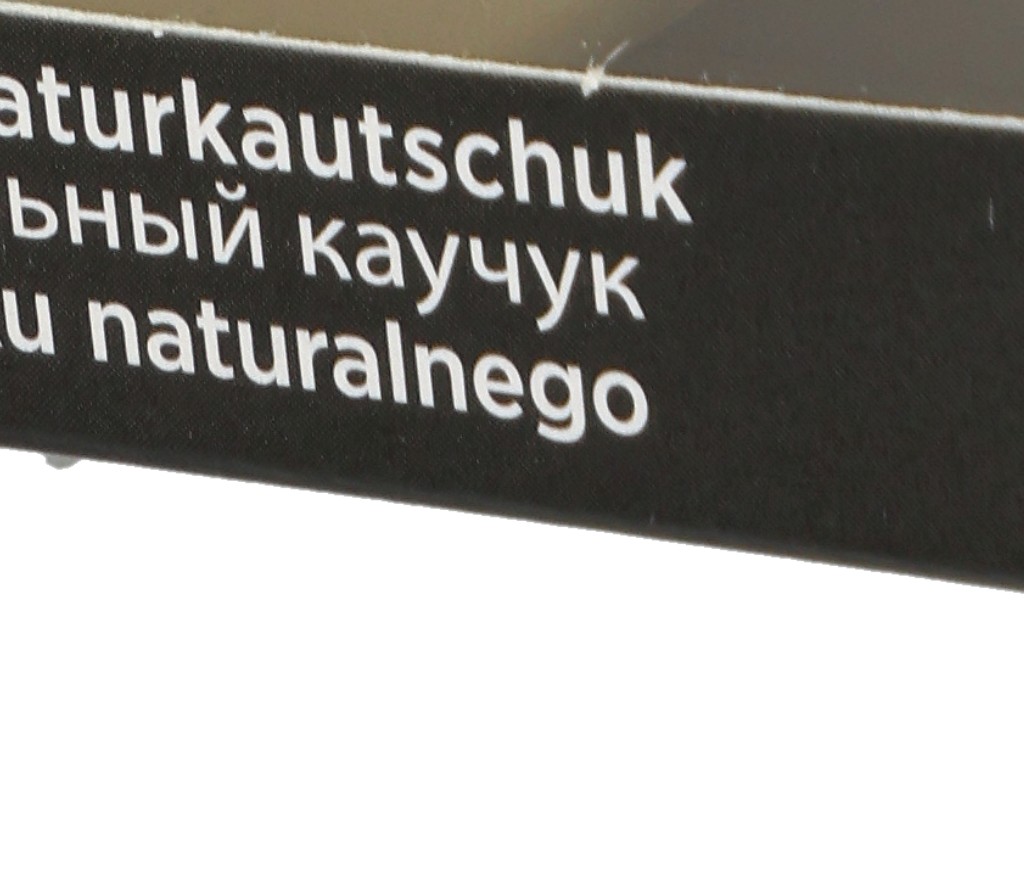 aturkautschuk
ьный каучук
u naturalnego